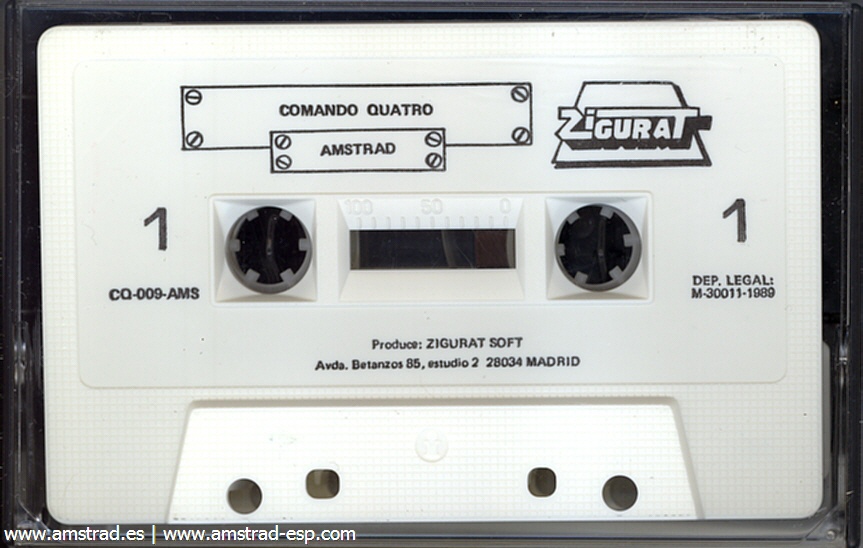 COMANDO QUATRO
AMSTRAD
ZIGURAT
100 50 0
1 1
CQ-009-AMS
DEP. LEGAL:
M-30011-1989
Produce: ZIGURAT SOFT
Avda. Betanzos 85, estudio 2 28034 MADRID
www.amstrad.es | www.amstrad-esp.com